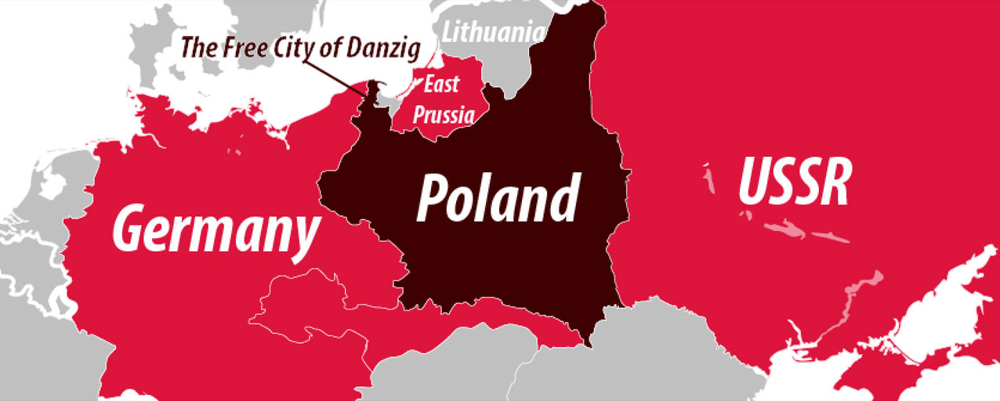 The Free City of Danzig
Lithuania
East
Prussia
Poland
USSR
Germany